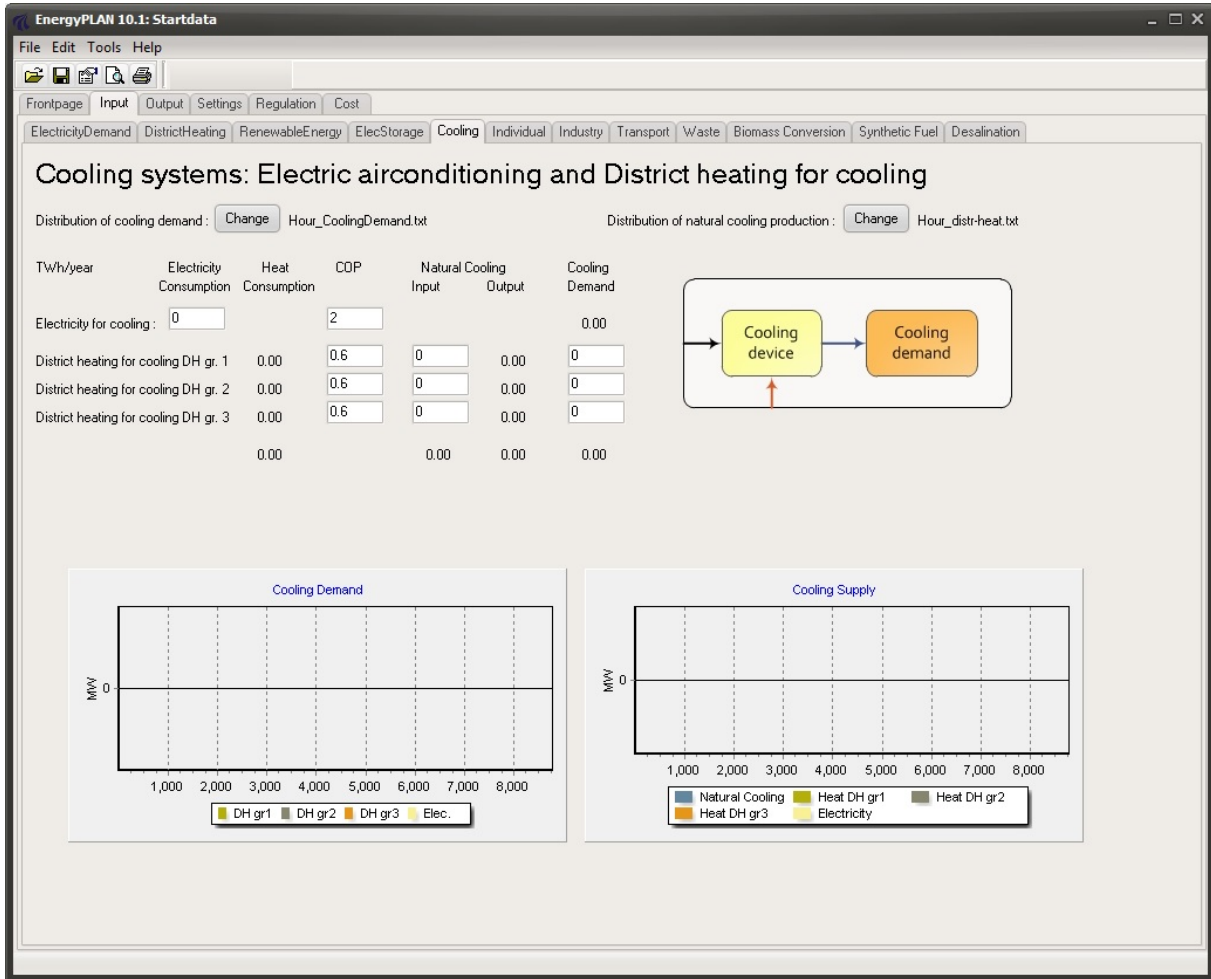 EnergyPLAN 10.1: Startdata
File Edit Tools Help
Frontpage Input Output Settings Regulation Cost
ElectricityDemand DistrictHeating RenewableEnergy ElecStorage Cooling Individual Industry Transport Waste Biomass Conversion Synthetic Fuel Desalination
Cooling systems: Electric airconditioning and District heating for cooling
Distribution of cooling demand : Change Hour_CoolingDemand.txt Distribution of natural cooling production : Change Hour_distr-heat.txt
TWh/year Electricity Heat COP Natural Cooling Cooling
Consumption Consumption Input Output Demand
Electricity for cooling : 0 2 0.00
District heating for cooling DH gr. 1 0.00 0.6 0 0.00 0
District heating for cooling DH gr. 2 0.00 0.6 0 0.00 0
District heating for cooling DH gr. 3 0.00 0.6 0 0.00 0
0.00 0.00 0.00 0.00
Cooling device
Cooling demand
Cooling Demand
MW
0
1,000 2,000 3,000 4,000 5,000 6,000 7,000 8,000
DH gr1 DH gr2 DH gr3 Elec.
Cooling Supply
MW
0
1,000 2,000 3,000 4,000 5,000 6,000 7,000 8,000
Natural Cooling Heat DH gr1 Heat DH gr2
Heat DH gr3 Electricity